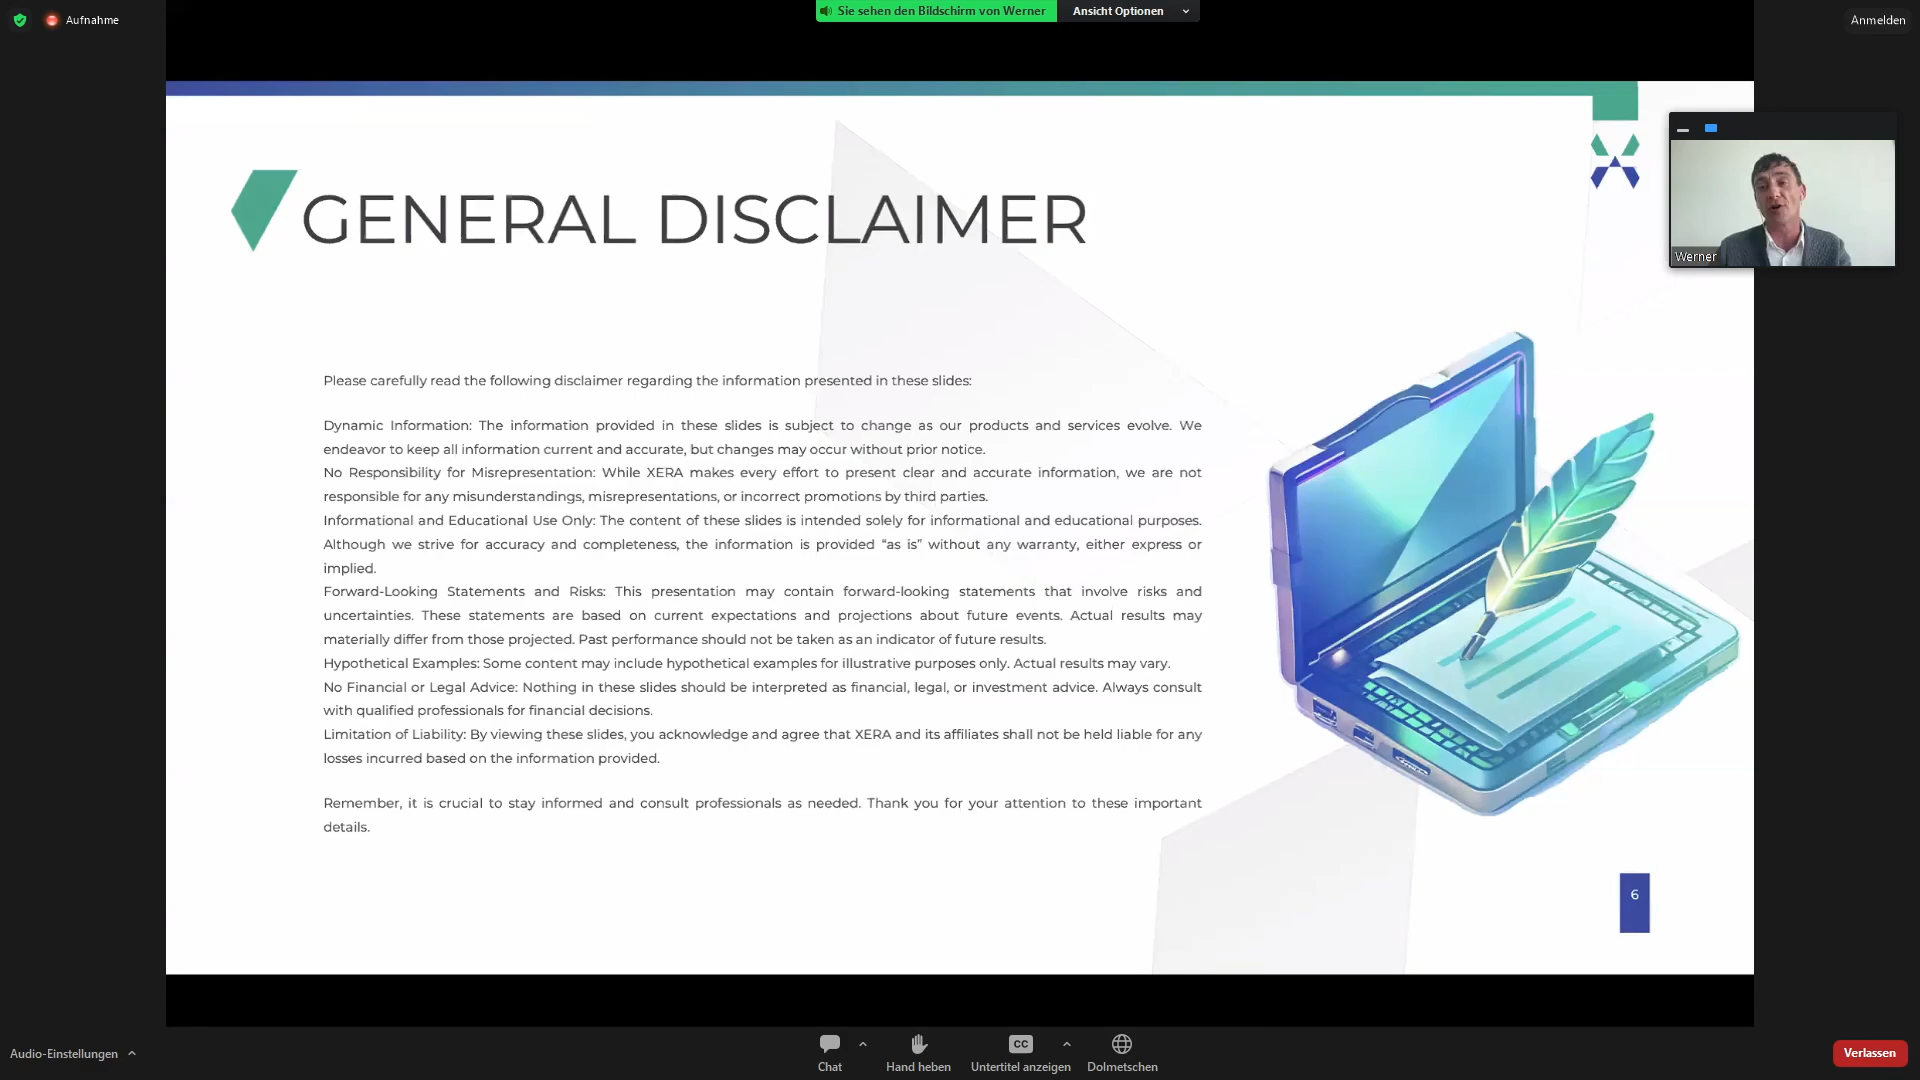 Aufnahme
Sie sehen den Bildschirm von Werner
Ansicht Optionen
Anmelden
GENERAL DISCLAIMER
Werner
Please carefully read the following disclaimer regarding the information presented in these slides:
Dynamic Information: The information provided in these slides is subject to change as our products and services evolve. We
endeavor to keep all information current and accurate, but changes may occur without prior notice.
No Responsibility for Misrepresentation: While XERA makes every effort to present clear and accurate information, we are not
responsible for any misunderstandings, misrepresentations, or incorrect promotions by third parties.
Informational and Educational Use Only: The content of these slides is intended solely for informational and educational purposes.
Although we strive for accuracy and completeness, the information is provided “as is” without any warranty, either express or
implied.
Forward-Looking Statements and Risks: This presentation may contain forward-looking statements that involve risks and
uncertainties. These statements are based on current expectations and projections about future events. Actual results may
materially differ from those projected. Past performance should not be taken as an indicator of future results.
Hypothetical Examples: Some content may include hypothetical examples for illustrative purposes only. Actual results may vary.
No Financial or Legal Advice: Nothing in these slides should be interpreted as financial, legal, or investment advice. Always consult
with qualified professionals for financial decisions.
Limitation of Liability: By viewing these slides, you acknowledge and agree that XERA and its affiliates shall not be held liable for any
losses incurred based on the information provided.
Remember, it is crucial to stay informed and consult professionals as needed. Thank you for your attention to these important
details.
6
Audio-Einstellungen
Chat
Hand heben
CC
Untertitel anzeigen
Dolmetschen
Verlassen